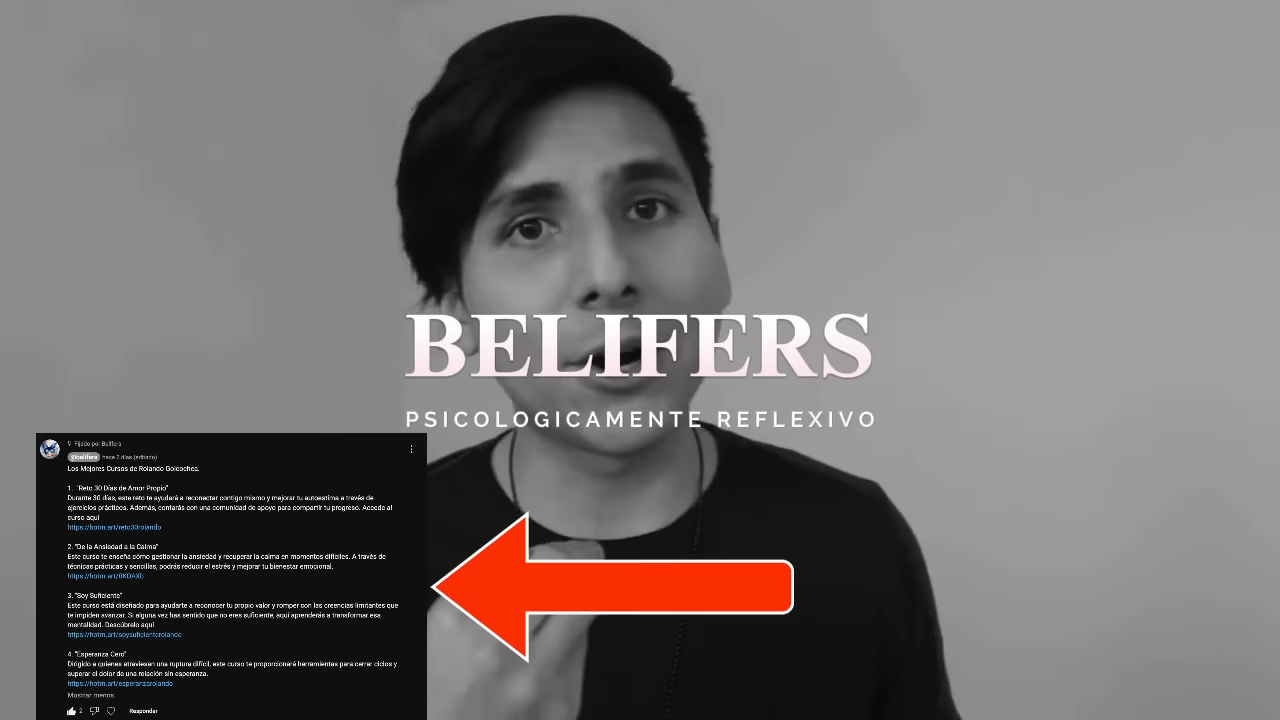 BELIFERS
PSICOLOGICAMENTE REFLEXIVO
Fijado por Belifers
@belifers hace 2 días (editado)
Los Mejores Cursos de Rolando Goicochea.
1. "Reto 30 Días de Amor Propio"
Durante 30 días, este reto te ayudará a reconectar contigo mismo y mejorar tu autoestima a través de
ejercicios prácticos. Además, contarás con una comunidad de apoyo para compartir tu progreso. Accede al
curso aquí
https://hotm.art/reto30rolando
2. "De la Ansiedad a la Calma"
Este curso te enseña cómo gestionar la ansiedad y recuperar la calma en momentos difíciles. A través de
técnicas prácticas y sencillas, podrás reducir el estrés y mejorar tu bienestar emocional.
https://hotm.art/0KOAXb
3. "Soy Suficiente"
Este curso está diseñado para ayudarte a reconocer tu propio valor y romper con las creencias limitantes que
te impiden avanzar. Si alguna vez has sentido que no eres suficiente, aquí aprenderás a transformar esa
mentalidad. Descúbrelo aquí
https://hotm.art/soysuficienterolando
4. "Esperanza Cero"
Dirigido a quienes atraviesan una ruptura difícil, este curso te proporcionará herramientas para cerrar ciclos y
superar el dolor de una relación sin esperanza.
https://hotm.art/esperanzarolando
Mostrar menos
2 Responder